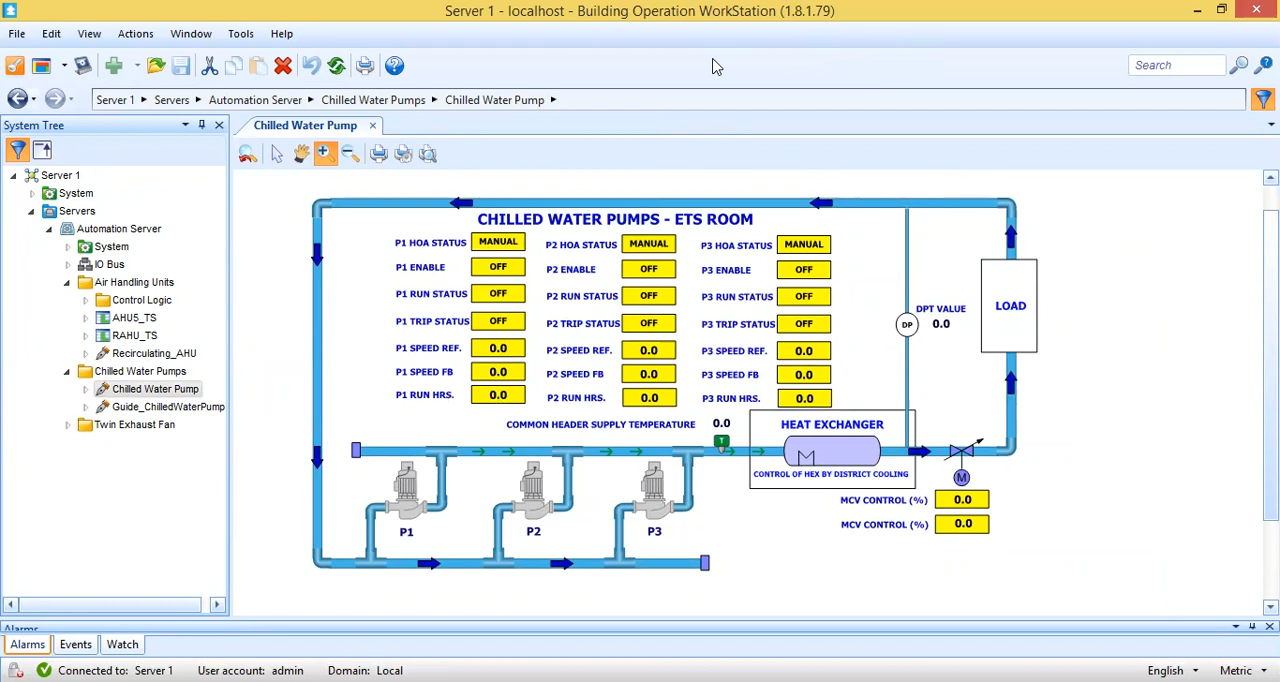 Server 1 - localhost - Building Operation WorkStation (1.8.1.79)
File Edit View Actions Window Tools Help
Search
Server 1 Servers Automation Server Chilled Water Pumps Chilled Water Pump
System Tree
Server 1
System
Servers
Automation Server
System
IO Bus
Air Handling Units
Control Logic
AHU5_TS
RAHU_TS
Recirculating_AHU
Chilled Water Pumps
Chilled Water Pump
Guide_ChilledWaterPump
Twin Exhaust Fan
Chilled Water Pump
CHILLED WATER PUMPS - ETS ROOM
P1 HOA STATUS MANUAL P2 HOA STATUS MANUAL P3 HOA STATUS MANUAL
P1 ENABLE OFF P2 ENABLE OFF P3 ENABLE OFF
P1 RUN STATUS OFF P2 RUN STATUS OFF P3 RUN STATUS OFF
P1 TRIP STATUS OFF P2 TRIP STATUS OFF P3 TRIP STATUS OFF
P1 SPEED REF. 0.0 P2 SPEED REF. 0.0 P3 SPEED REF. 0.0
P1 SPEED FB 0.0 P2 SPEED FB 0.0 P3 SPEED FB 0.0
P1 RUN HRS. 0.0 P2 RUN HRS. 0.0 P3 RUN HRS. 0.0
DPT VALUE
DP 0.0
LOAD
COMMON HEADER SUPPLY TEMPERATURE 0.0
T
HEAT EXCHANGER
CONTROL OF HEX BY DISTRICT COOLING
M
MCV CONTROL (%) 0.0
MCV CONTROL (%) 0.0
P1 P2 P3
Alarms
Alarms Events Watch
Connected to: Server 1 User account: admin Domain: Local English Metric